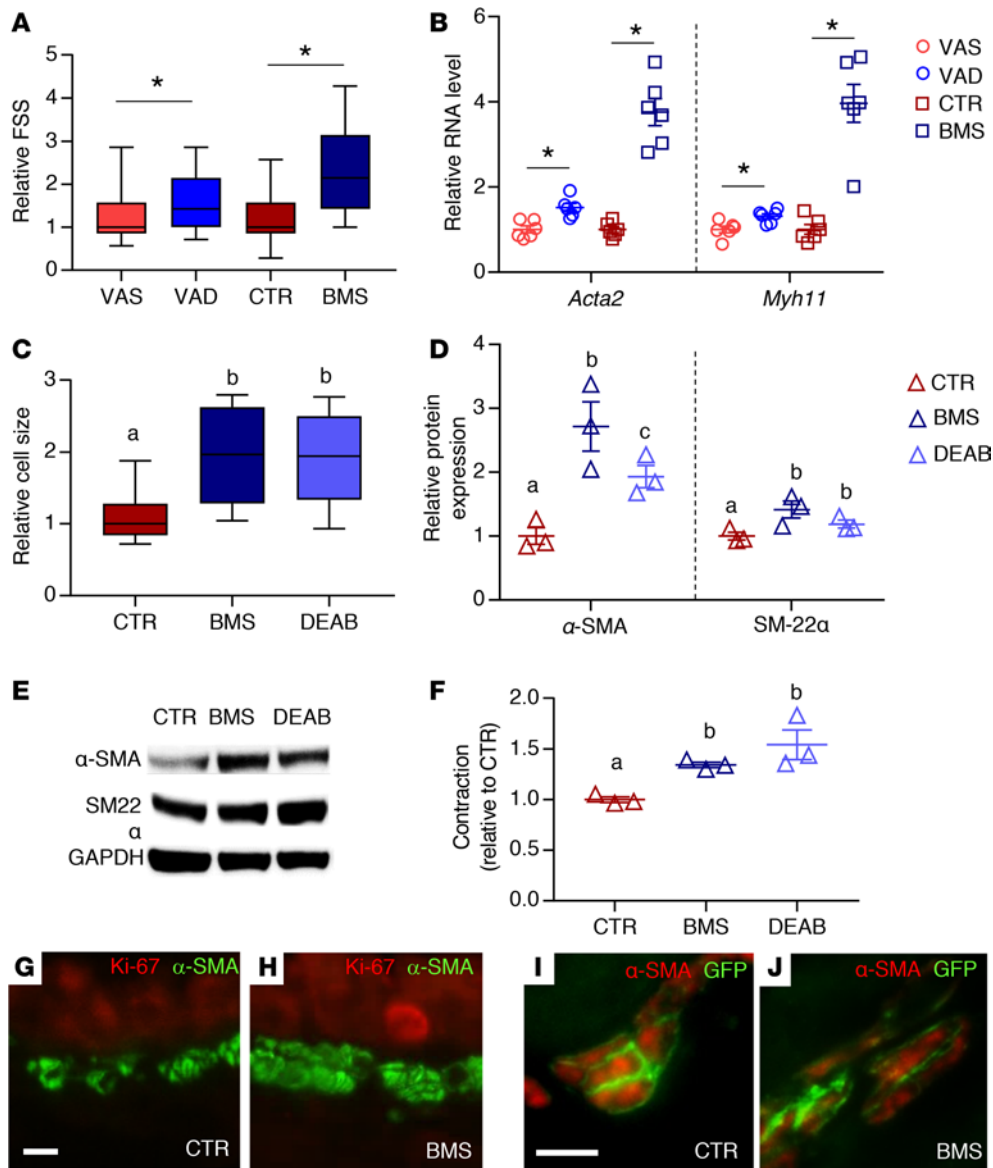 A
Relative FSS
5
4
3
2
1
0
*
*
VAS
VAD
CTR
BMS
B
Relative RNA level
6
4
2
0
*
*
*
*
Acta2
Myh11
VAS
VAD
CTR
BMS
C
Relative cell size
3
2
1
0
a
b
b
CTR
BMS
DEAB
D
Relative protein
expression
4
3
2
1
0
a
b
c
a
b
b
α-SMA
SM-22α
CTR
BMS
DEAB
E
CTR BMS DEAB
α-SMA
SM22
α
GAPDH
F
Contraction
(relative to CTR)
2.0
1.5
1.0
0.5
0.0
a
b
b
CTR
BMS
DEAB
G
Ki-67 α-SMA
CTR
H
Ki-67 α-SMA
BMS
I
α-SMA GFP
CTR
J
α-SMA GFP
BMS